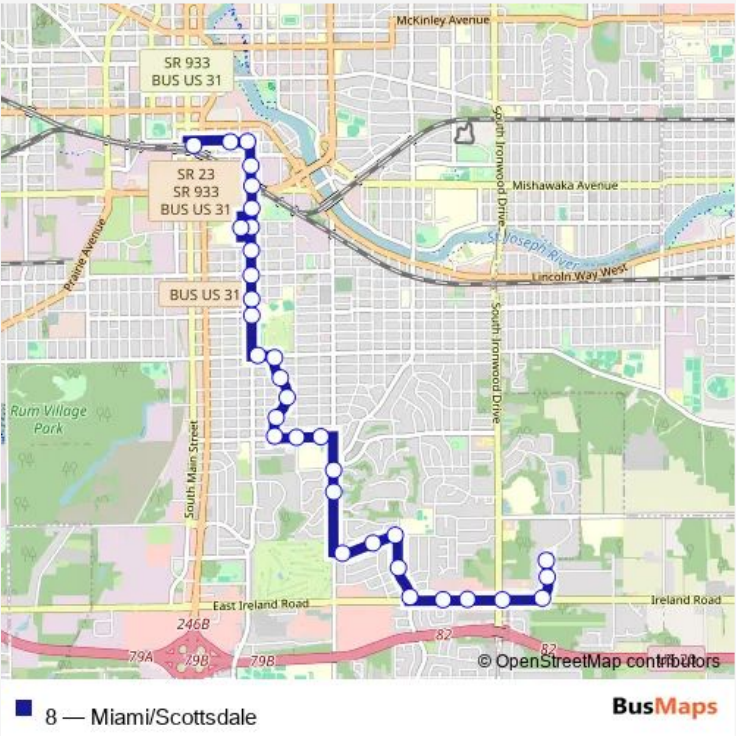 McKinley Avenue
SR 933
BUS US 31
South Ironwood Drive
SR 23
SR 933
BUS US 31
Mishawaka Avenue
Prairie Avenue
St Joseph River
Lincoln Way West
BUS US 31
South Ironwood Drive
Rum Village
Park
South Main Street
East Ireland Road
Ireland Road
246B
79A
79B
79B
82
82
© OpenStreetMap contributors
8 — Miami/Scottsdale
BusMaps